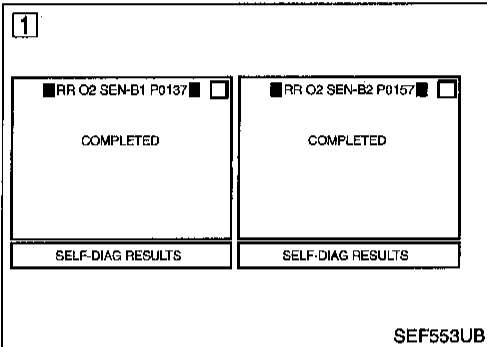 1
RR O2 SEN-B1 P0137
COMPLETED
SELF-DIAG RESULTS
RR O2 SEN-B2 P0157
COMPLETED
SELF-DIAG RESULTS
SEF553UB